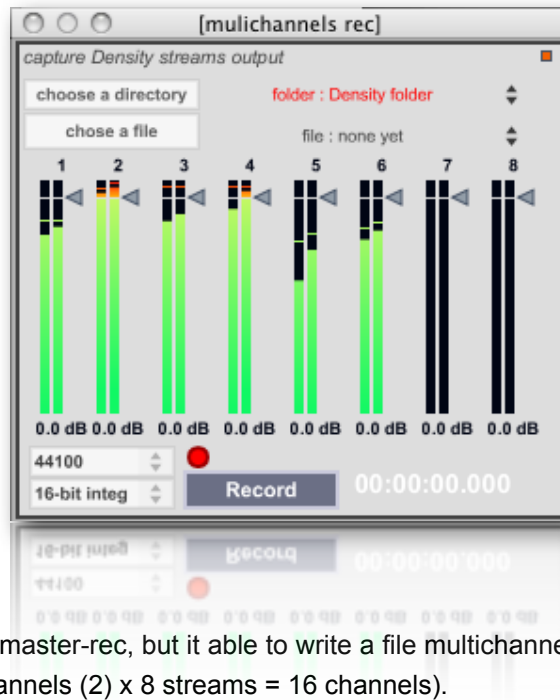 [mulichannels rec]
capture Density streams output
choose a directory folder : Density folder
chose a file file : none yet
1 2 3 4 5 6 7 8
0.0 dB 0.0 dB 0.0 dB 0.0 dB 0.0 dB 0.0 dB 0.0 dB 0.0 dB
44100
16-bit integ Record 00:00:00.000
master-rec, but it able to write a file multichanne
annels (2) x 8 streams = 16 channels).